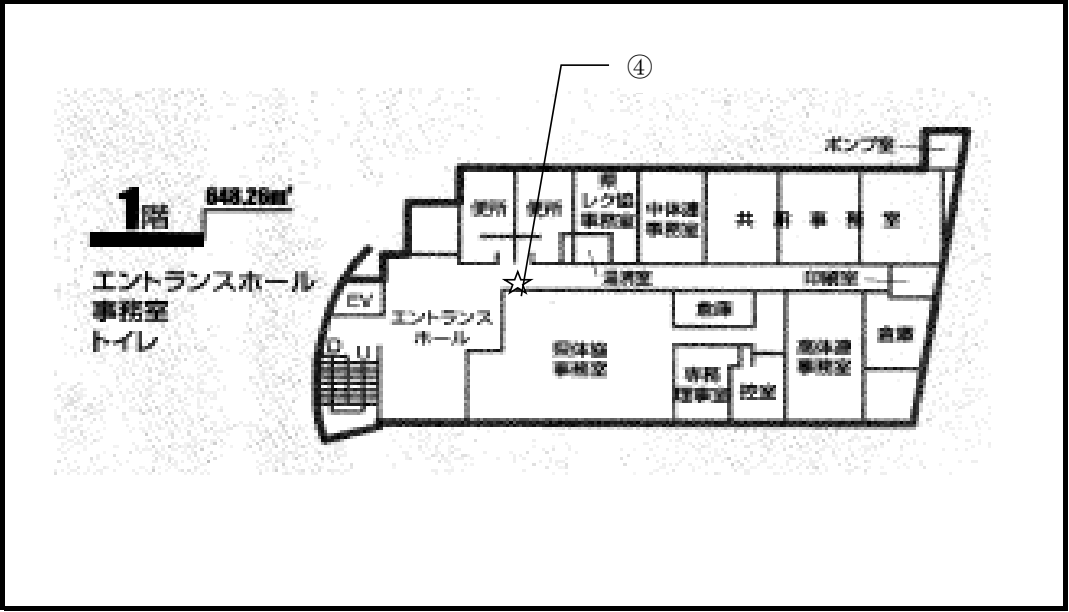 ④
ポンプ室
1階
648.26㎡
エントランスホール
事務室
トイレ
便所
便所
県
レク協
事務室
中体連
事務室
共 同 事 務 室
湯沸室
印刷室
EV
エントランス
ホール
倉庫
県体協
事務室
専務
理事室
控室
高体連
事務室
倉庫
D
U